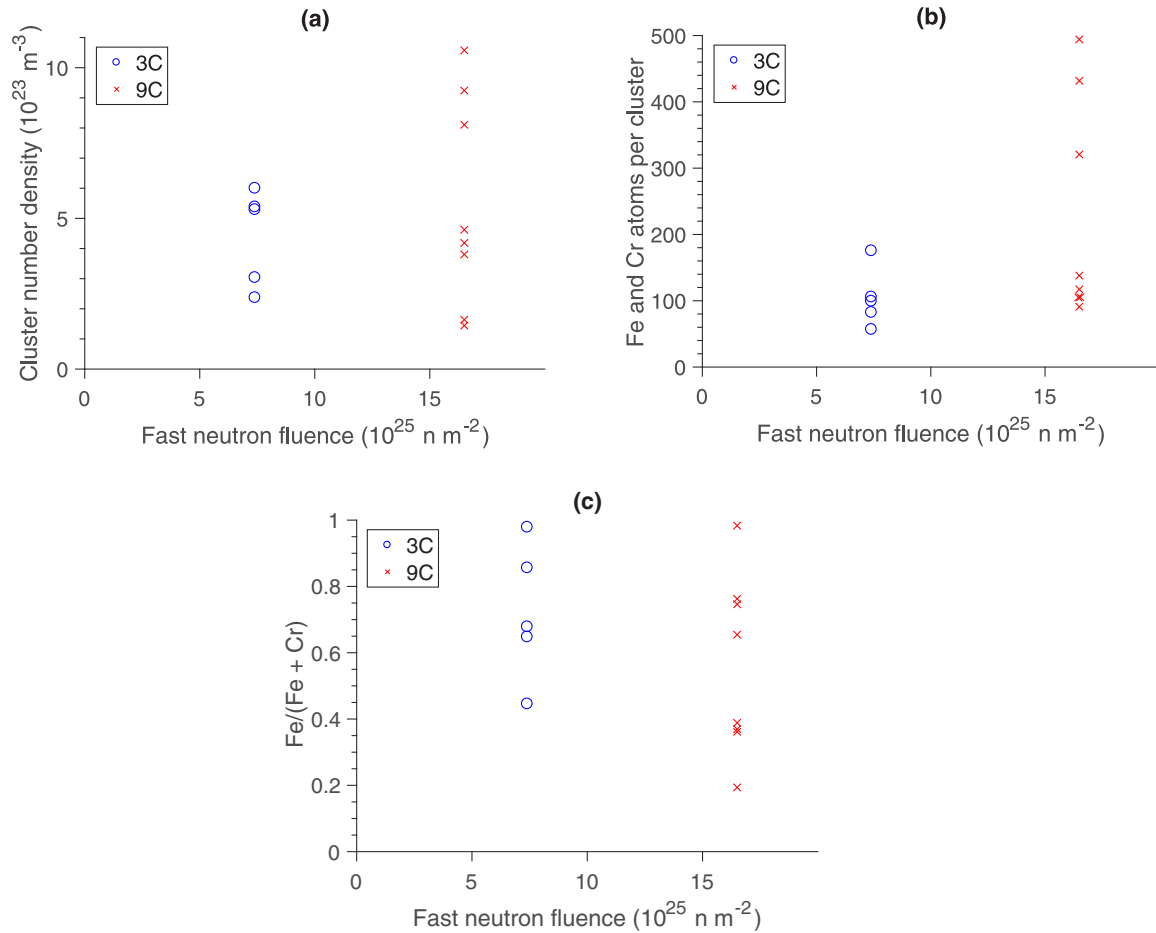 (a)
3C
9C
10
5
0
Cluster number density (10^23 m^-3)
0
5
10
15
Fast neutron fluence (10^25 n m^-2)
(b)
3C
9C
500
400
300
200
100
0
Fe and Cr atoms per cluster
0
5
10
15
Fast neutron fluence (10^25 n m^-2)
(c)
3C
9C
1
0.8
0.6
0.4
0.2
0
Fe/(Fe + Cr)
0
5
10
15
Fast neutron fluence (10^25 n m^-2)